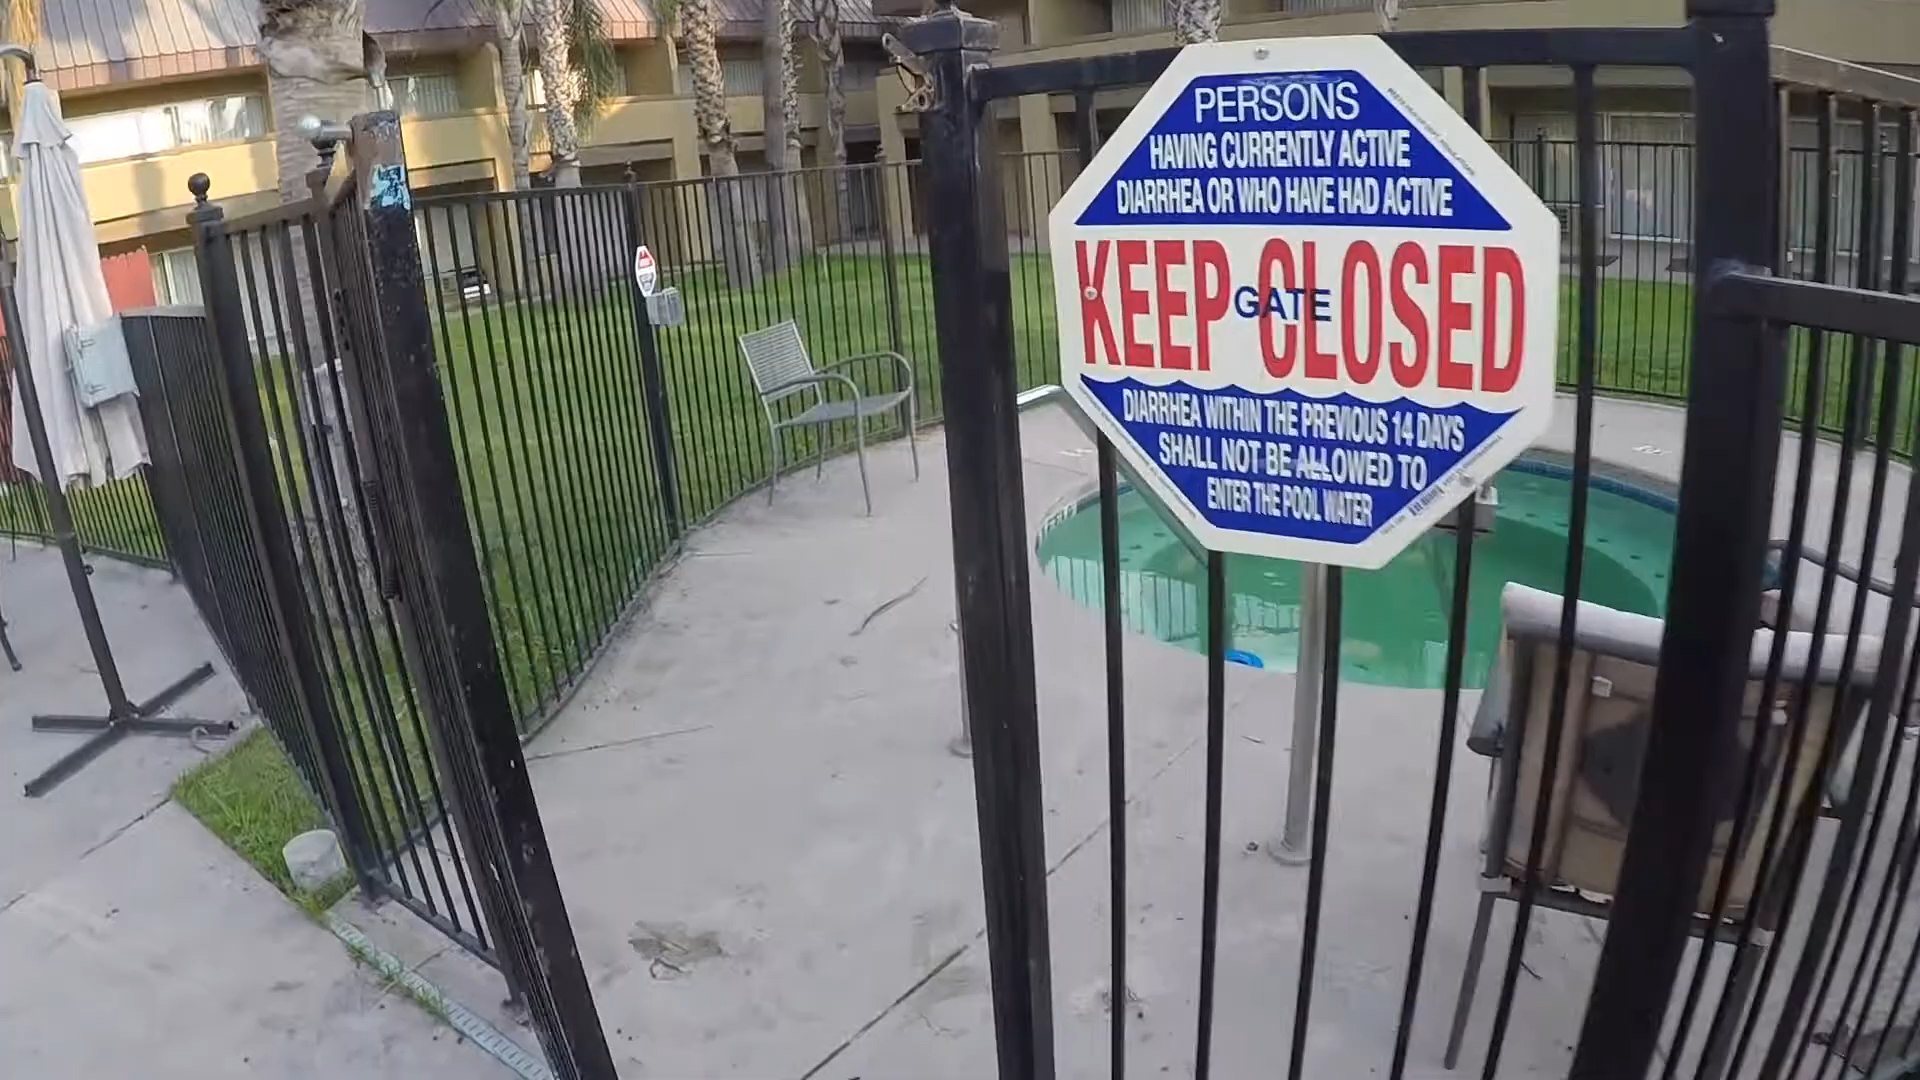 PERSONS
HAVING CURRENTLY ACTIVE
DIARRHEA OR WHO HAVE HAD ACTIVE
KEEP GATE CLOSED
DIARRHEA WITHIN THE PREVIOUS 14 DAYS
SHALL NOT BE ALLOWED TO
ENTER THE POOL WATER